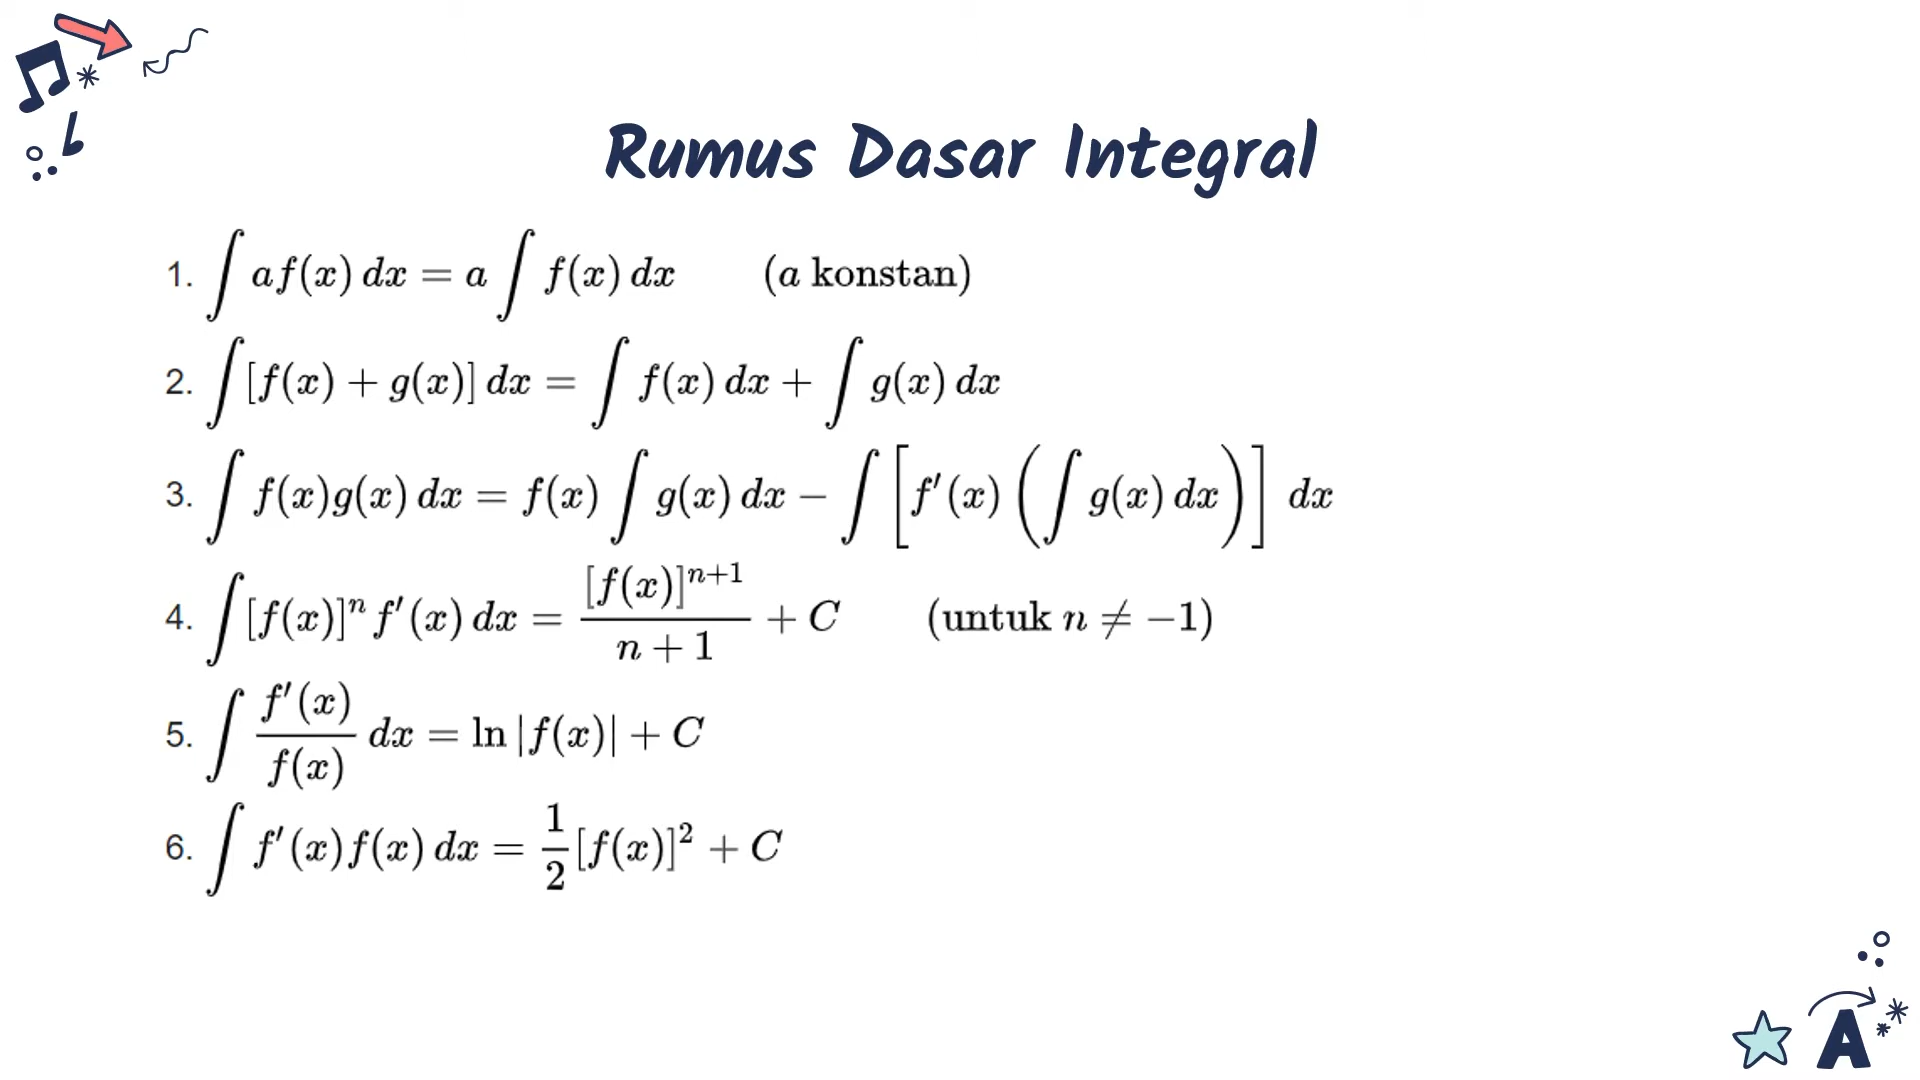 Rumus Dasar Integral
1. ∫ af(x) dx = a ∫ f(x) dx (a konstan)
2. ∫ [f(x) + g(x)] dx = ∫ f(x) dx + ∫ g(x) dx
3. ∫ f(x)g(x) dx = f(x) ∫ g(x) dx − ∫ [f′(x) (∫ g(x) dx)] dx
4. ∫ [f(x)]ⁿ f′(x) dx = [f(x)]ⁿ⁺¹ / n + 1 + C (untuk n ≠ −1)
5. ∫ f′(x) / f(x) dx = ln |f(x)| + C
6. ∫ f′(x)f(x) dx = 1/2 [f(x)]² + C
A